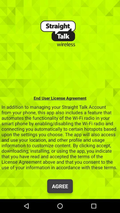 Straight
Talk
wireless
End User License Agreement
In addition to managing your Straight Talk Account
from your phone, this app also includes a feature that
automates the functionality of the Wi-Fi radio in your
smart phone by enabling/disabling the Wi-Fi radio and
connecting you automatically to certain hotspots based
upon the settings you choose. The app will also access
and use your location, and other profile and usage
information to customize content. By clicking accept,
downloading, installing, or using the app, you indicate
that you have read and accepted the terms of the
License Agreement above and that you consent to the
use of your information in accordance with these terms.
AGREE